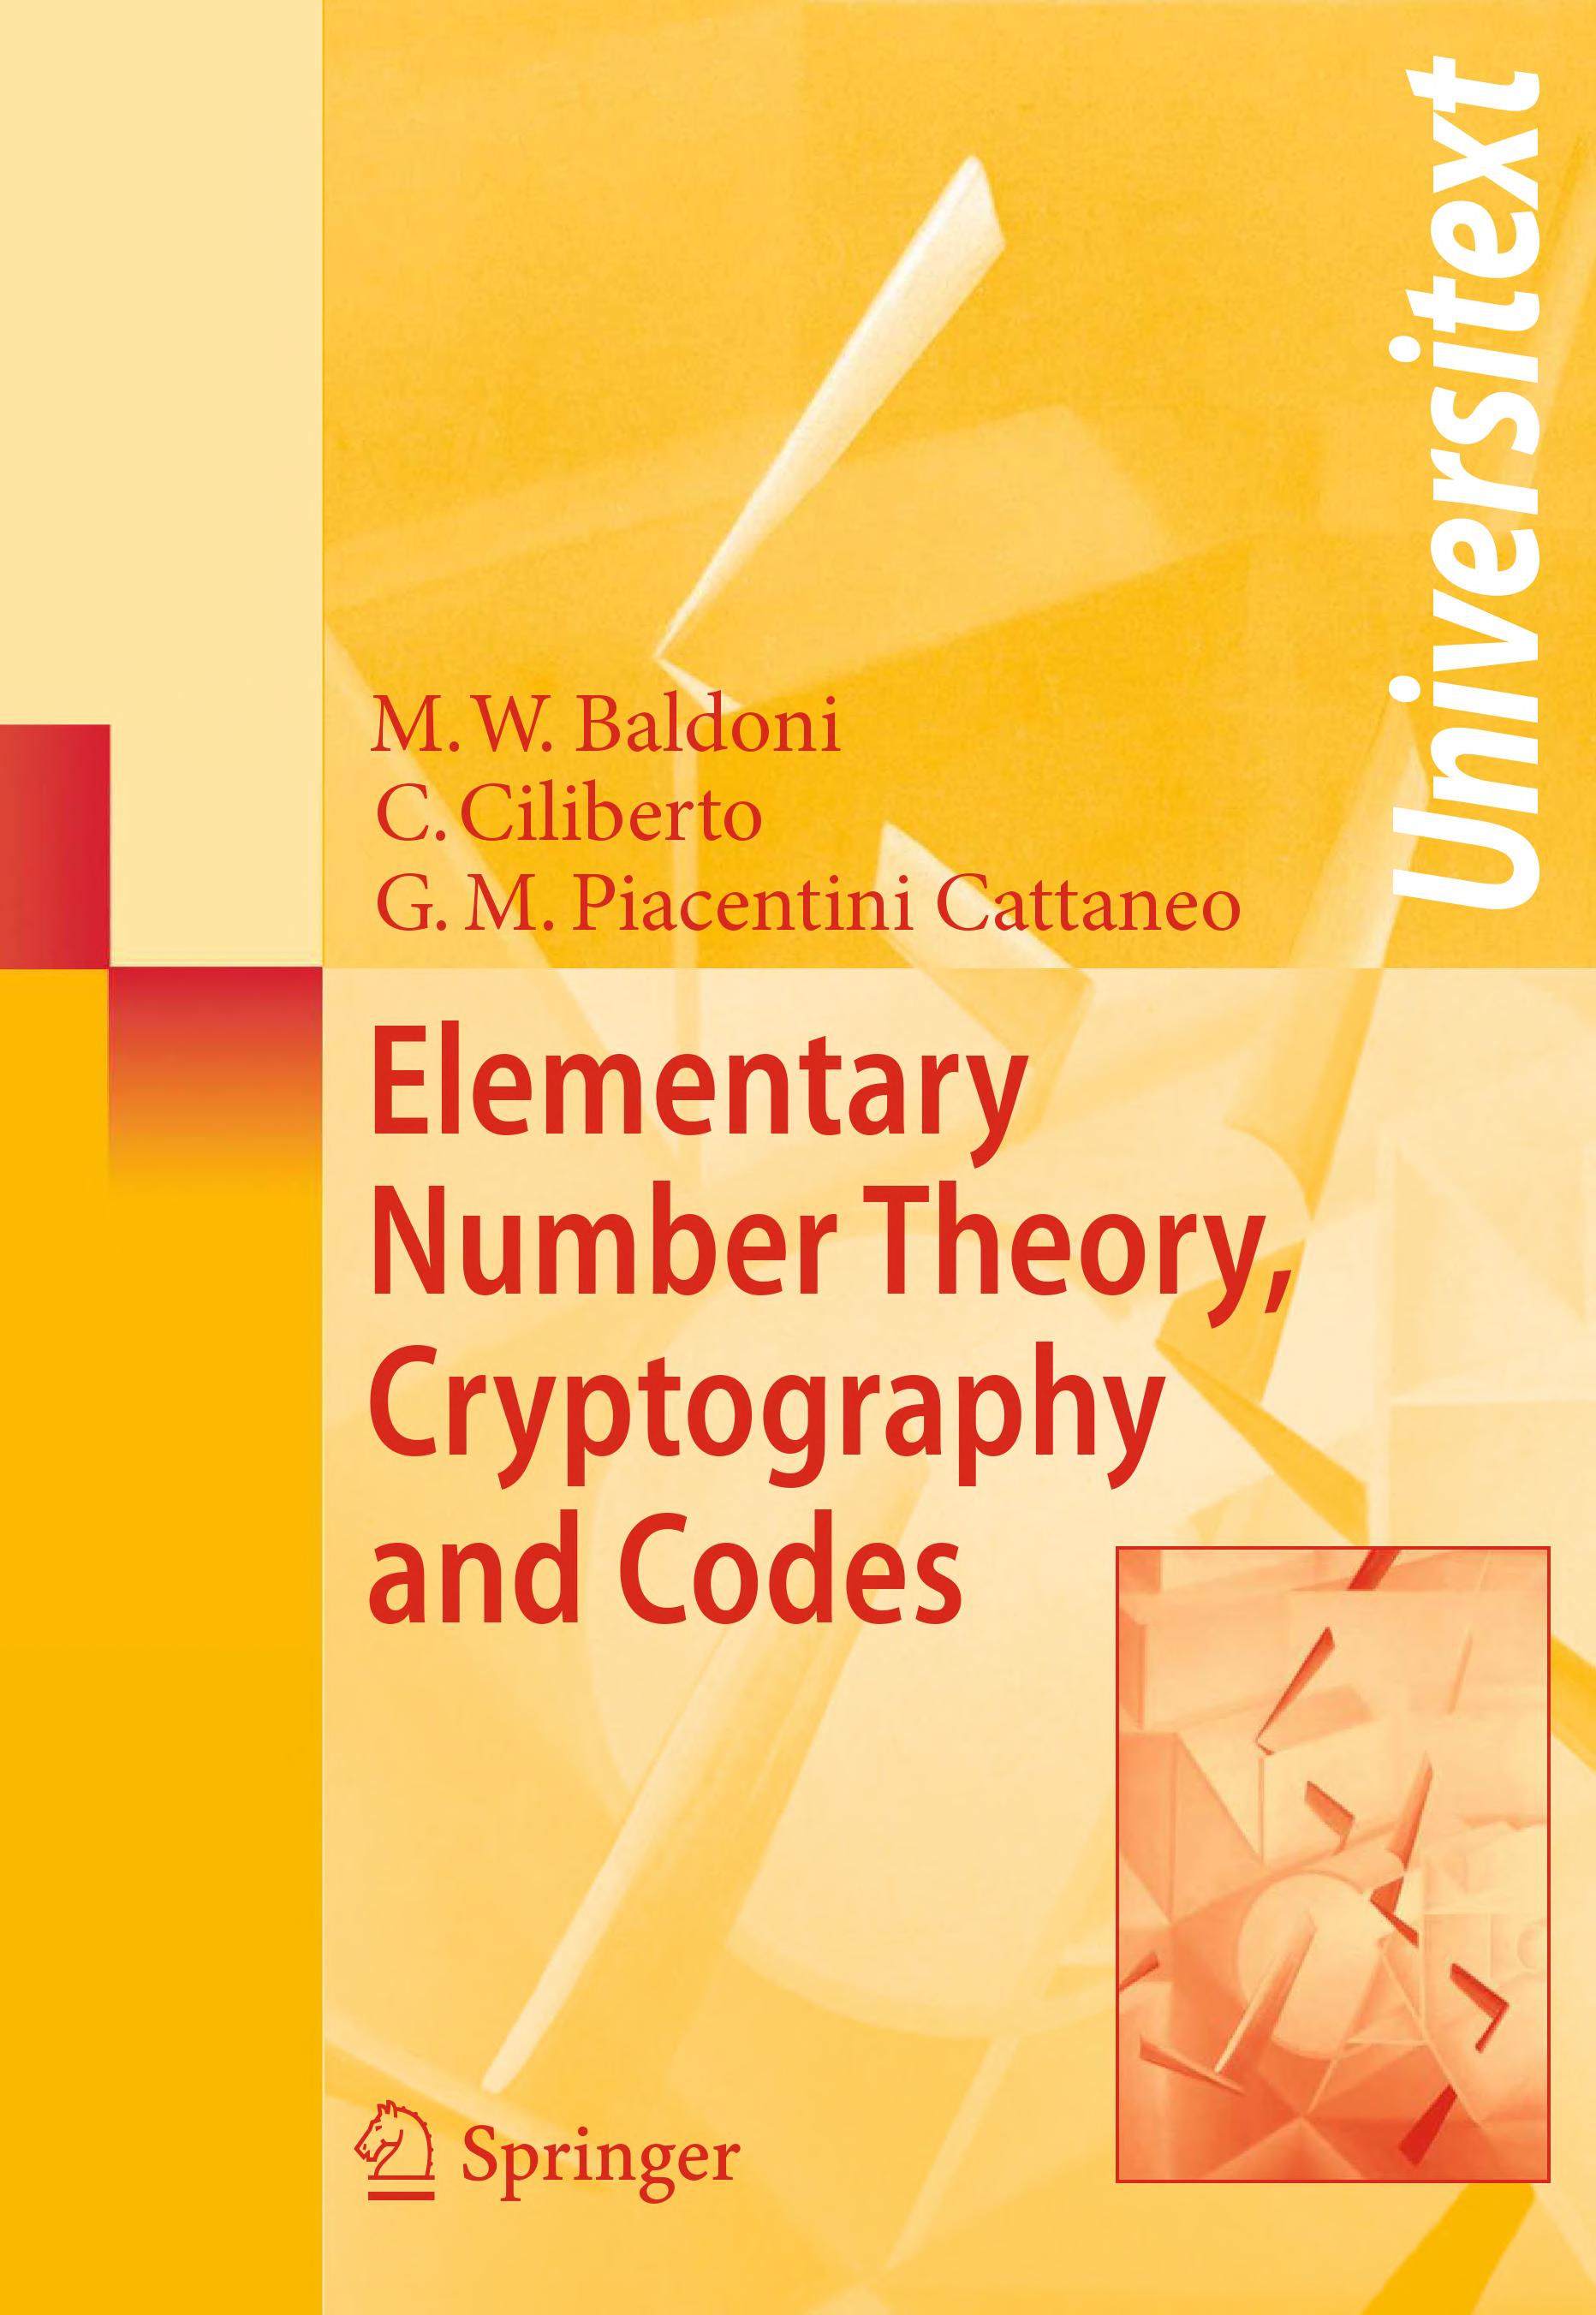 Universitext
M. W. Baldoni
C. Ciliberto
G. M. Piacentini Cattaneo
Elementary
Number Theory,
Cryptography
and Codes
Springer